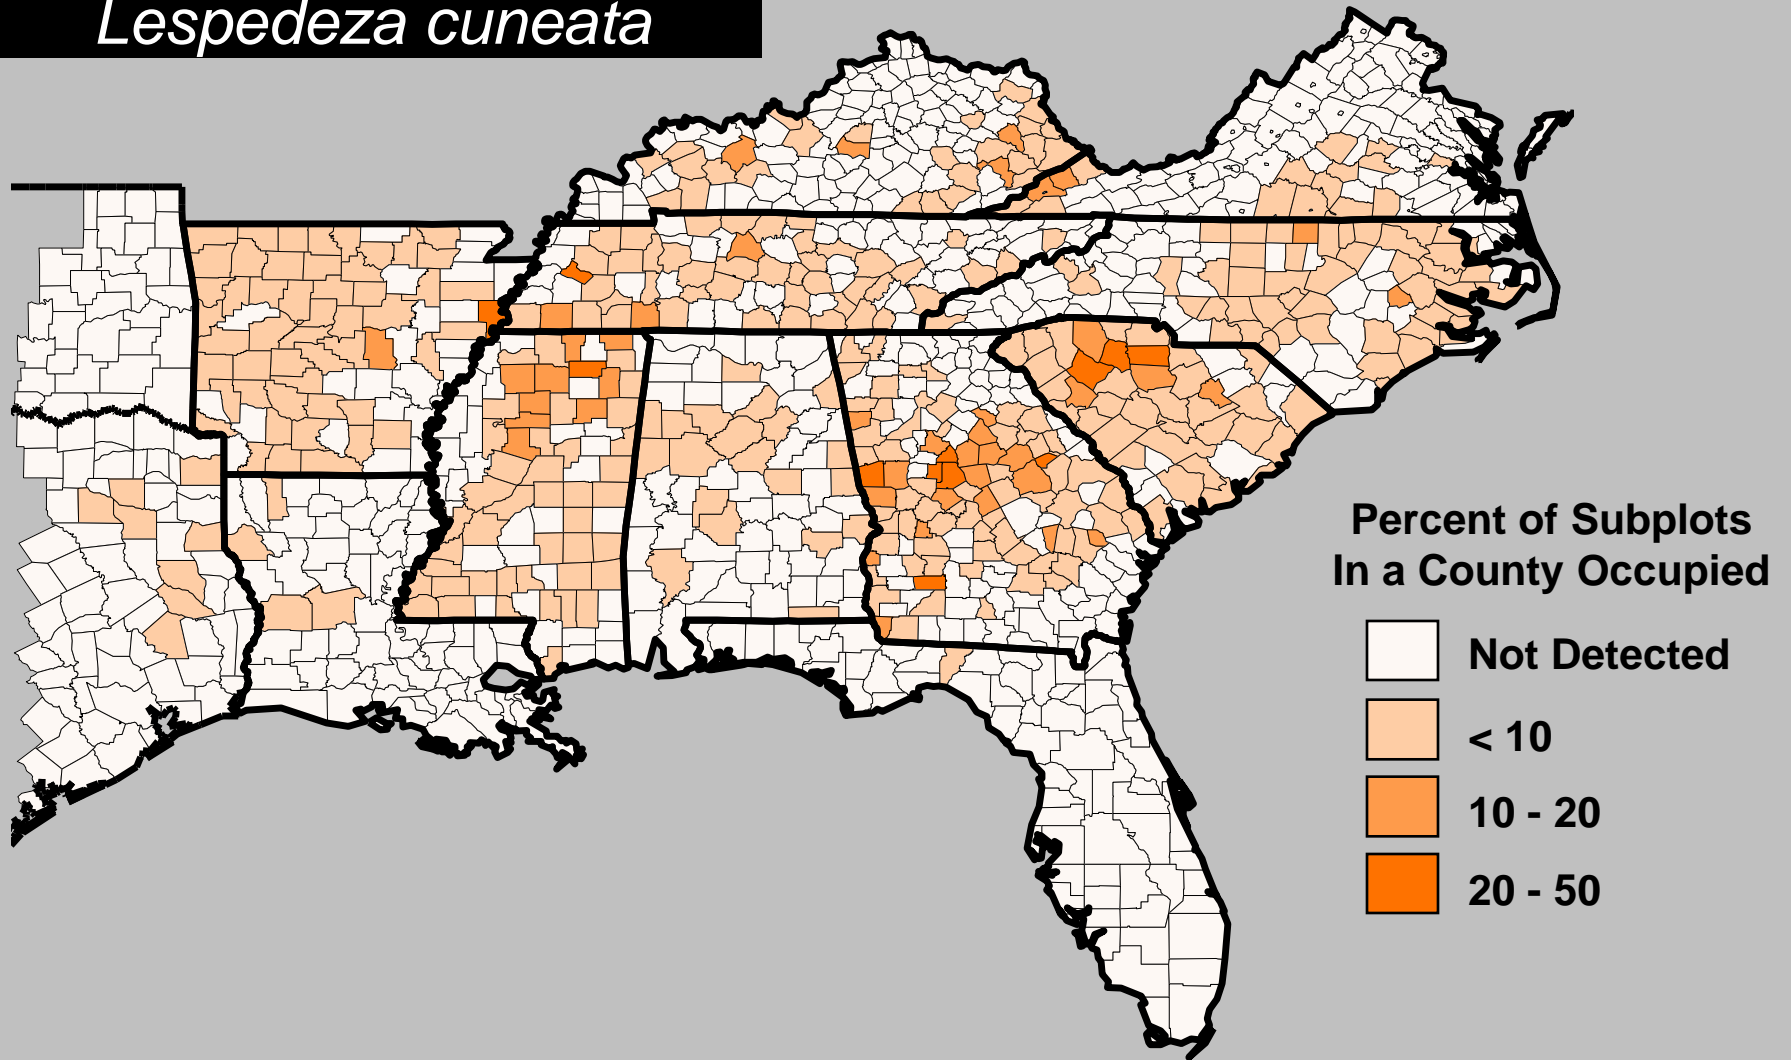 Lespedeza cuneata
Percent of Subplots
In a County Occupied
Not Detected
< 10
10 - 20
20 - 50